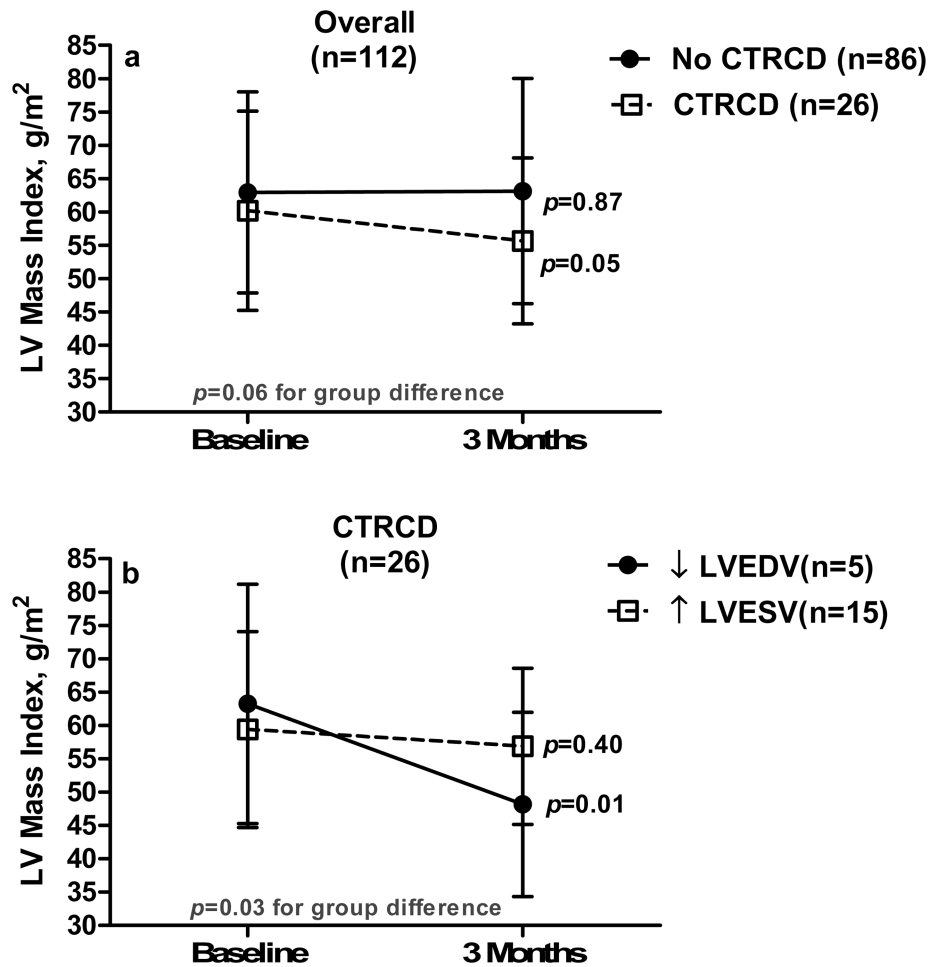 Overall
(n=112)
a
No CTRCD (n=86)
CTRCD (n=26)
LV Mass Index, g/m²
85
80
75
70
65
60
55
50
45
40
35
30
p=0.87
p=0.05
p=0.06 for group difference
Baseline
3 Months
CTRCD
(n=26)
b
↓ LVEDV(n=5)
↑ LVESV(n=15)
LV Mass Index, g/m²
85
80
75
70
65
60
55
50
45
40
35
30
p=0.40
p=0.01
p=0.03 for group difference
Baseline
3 Months